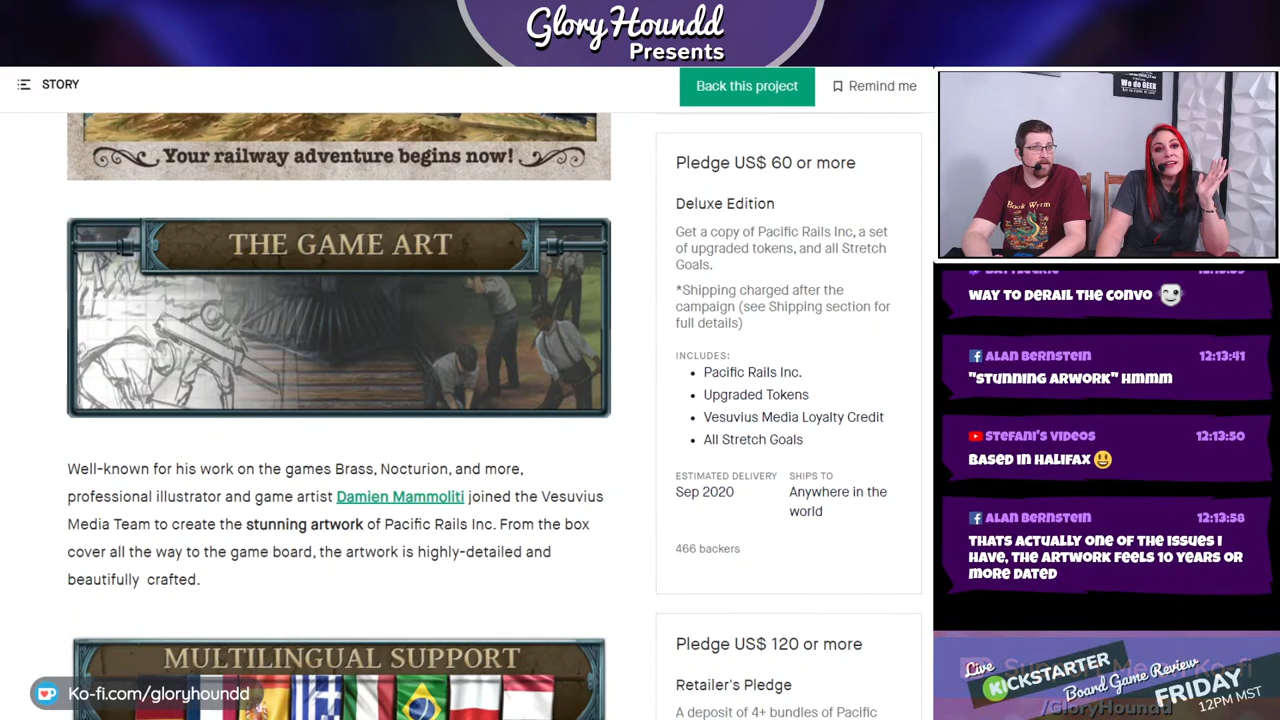 GloryHoundd
Presents
STORY
Back this project
Remind me
Your railway adventure begins now!
THE GAME ART
Well-known for his work on the games Brass, Nocturion, and more,
professional illustrator and game artist Damien Mammoliti joined the Vesuvius
Media Team to create the stunning artwork of Pacific Rails Inc. From the box
cover all the way to the game board, the artwork is highly-detailed and
beautifully crafted.
MULTILINGUAL SUPPORT
Ko-fi.com/gloryhoundd
Pledge US$ 60 or more
Deluxe Edition
Get a copy of Pacific Rails Inc, a set
of upgraded tokens, and all Stretch
Goals.
*Shipping charged after the
campaign (see Shipping section for
full details)
INCLUDES:
Pacific Rails Inc.
Upgraded Tokens
Vesuvius Media Loyalty Credit
All Stretch Goals
ESTIMATED DELIVERY
Sep 2020
SHIPS TO
Anywhere in the
world
466 backers
Pledge US$ 120 or more
Retailer's Pledge
A deposit of 4+ bundles of Pacific
We do GEEK
Book Wyrm
WAY TO DERAIL THE CONVO
ALAN BERNSTEIN 12:13:41
"STUNNING ARWORK" HMMM
STEFANI'S VIDEOS 12:13:50
BASED IN HALIFAX
ALAN BERNSTEIN 12:13:58
THATS ACTUALLY ONE OF THE ISSUES I
HAVE, THE ARTWORK FEELS 10 YEARS OR
MORE DATED
Live
KICKSTARTER
Board Game Review
FRIDAY
12PM MST
/GloryHoundd